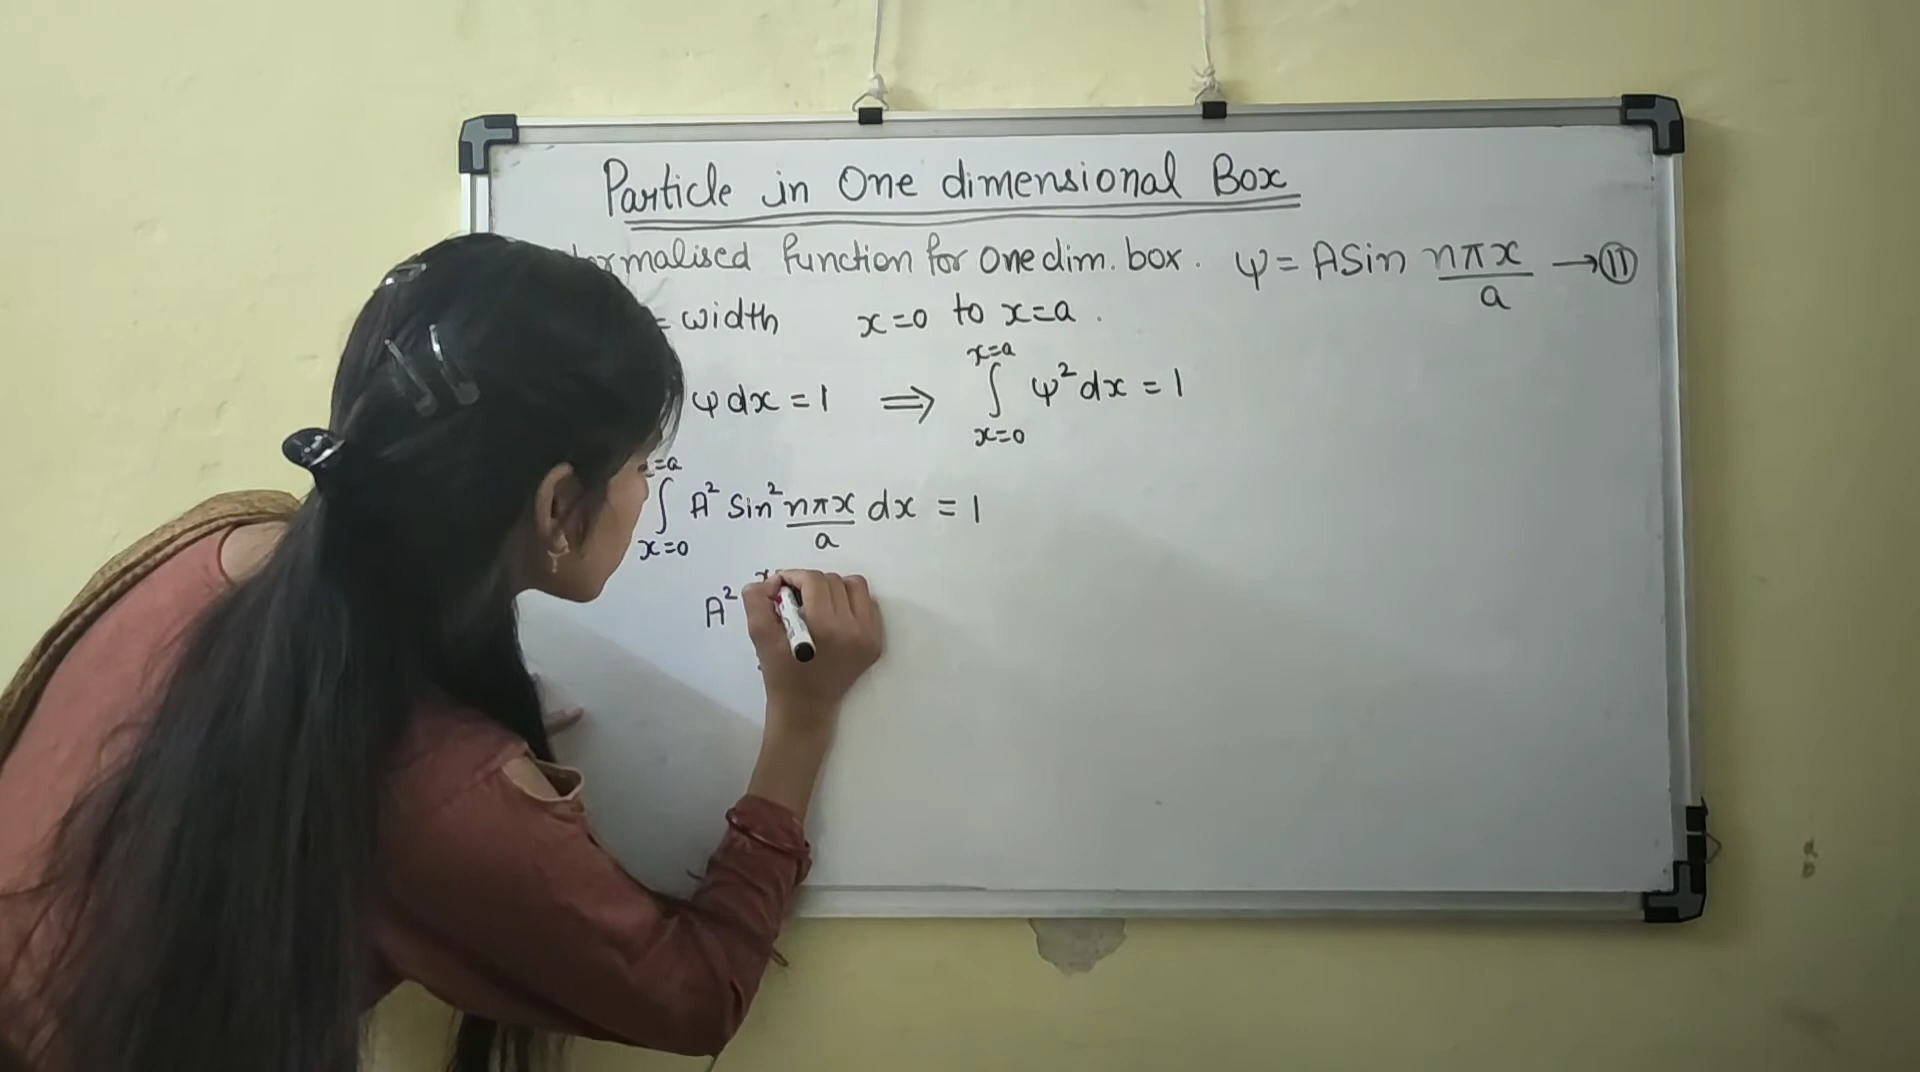 Particle in One dimensional Box
malised function for one dim. box. ψ = A Sin nπx/a → ⑪
= width x=0 to x=a .
ψ dx = 1 ⇒ ∫_{x=0}^{x=a} ψ² dx = 1
∫_{x=0}^{=a} A² Sin² nπx/a dx = 1
A²